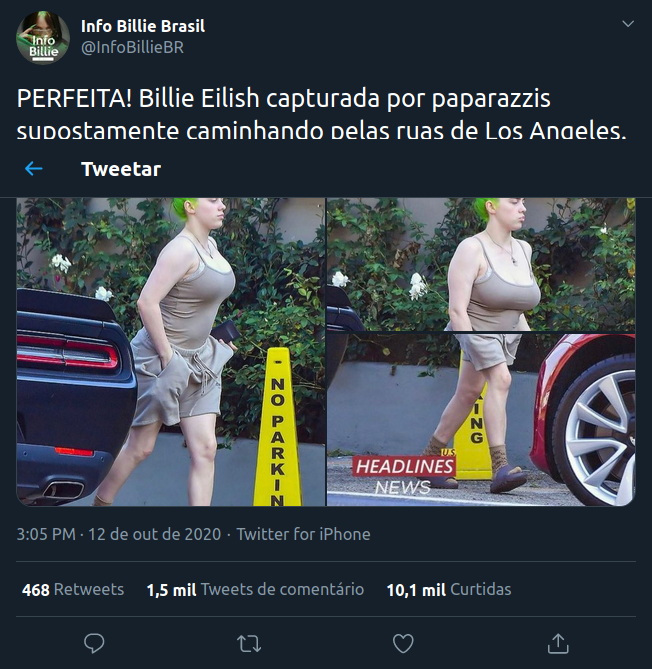 Info Billie Brasil
@InfoBillieBR
Info
Billie
PERFEITA! Billie Eilish capturada por paparazzis
supostamente caminhando pelas ruas de Los Angeles.
Tweetar
NO PARKIN
KING
U.S
HEADLINES
NEWS
3:05 PM · 12 de out de 2020 · Twitter for iPhone
468 Retweets 1,5 mil Tweets de comentário 10,1 mil Curtidas